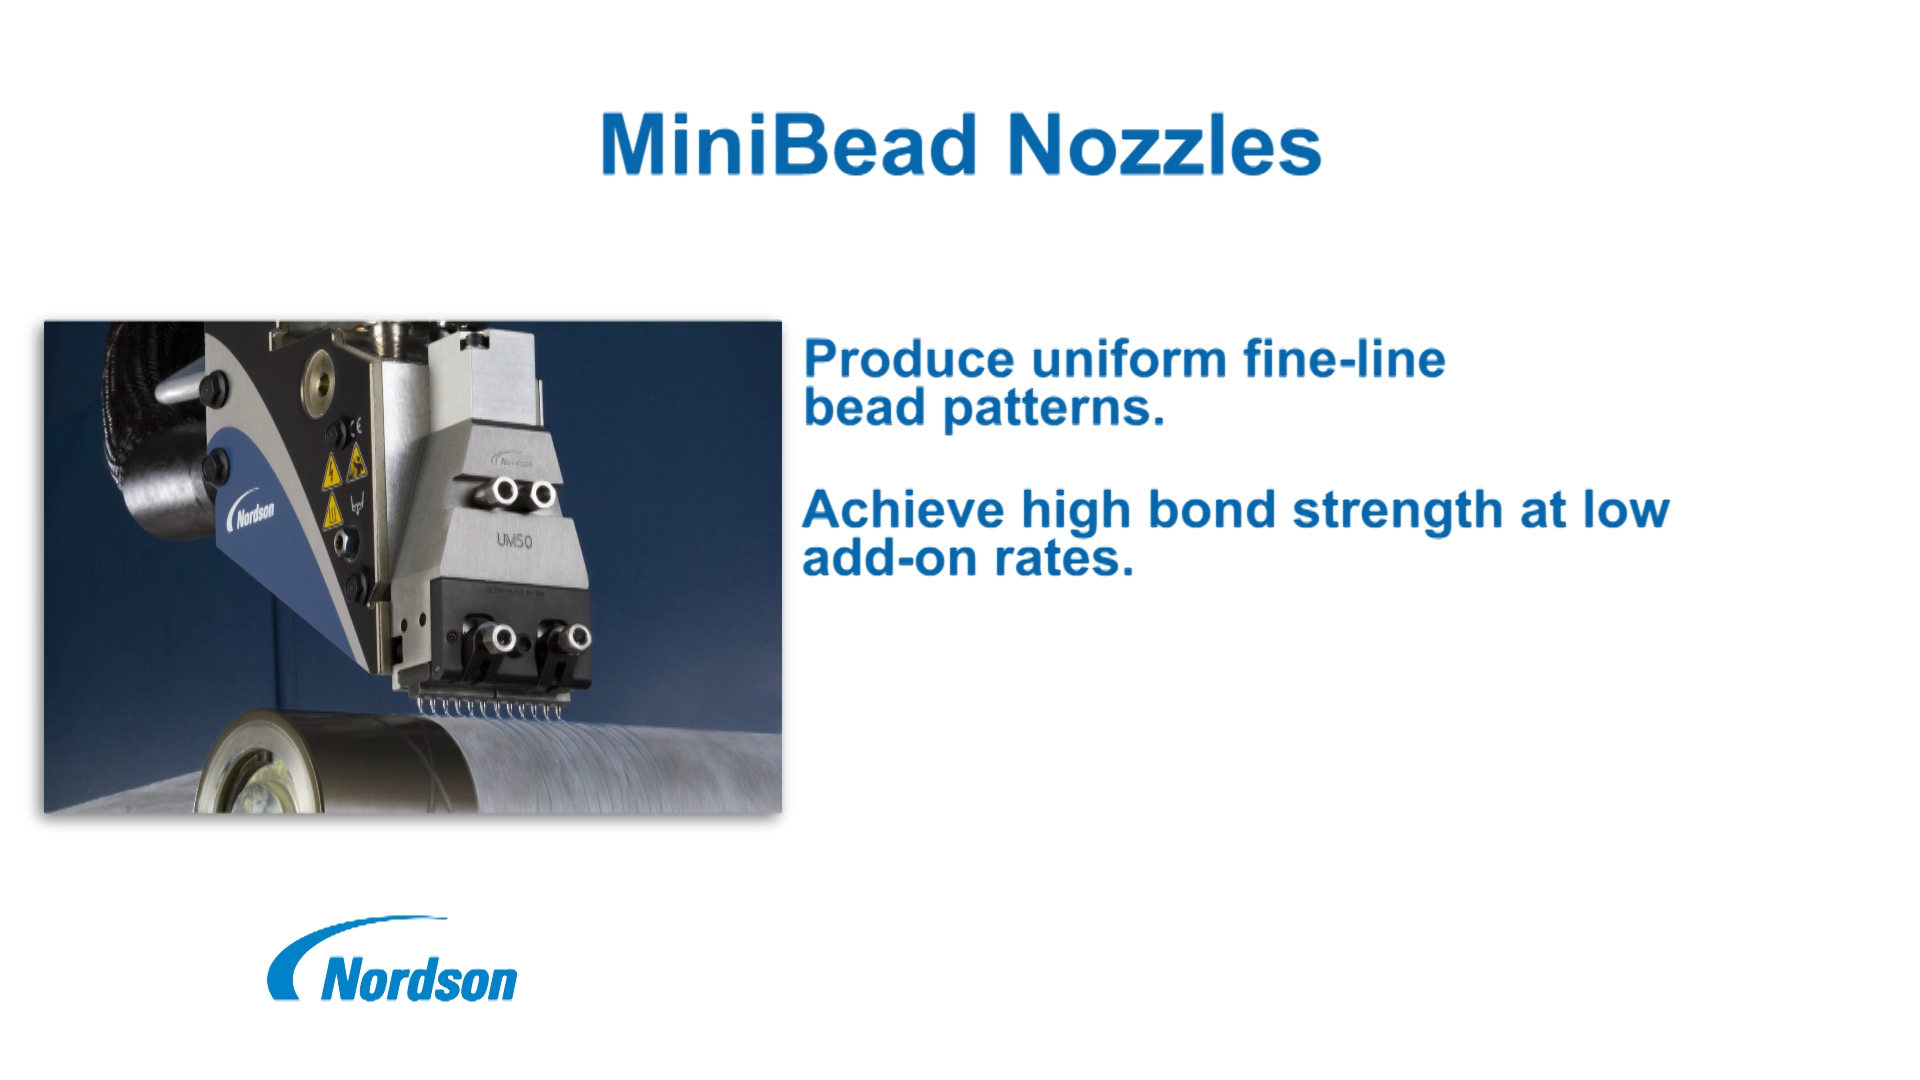 MiniBead Nozzles
Produce uniform fine-line
bead patterns.
Achieve high bond strength at low
add-on rates.
Nordson
UM50
Nordson
CE
Nordson